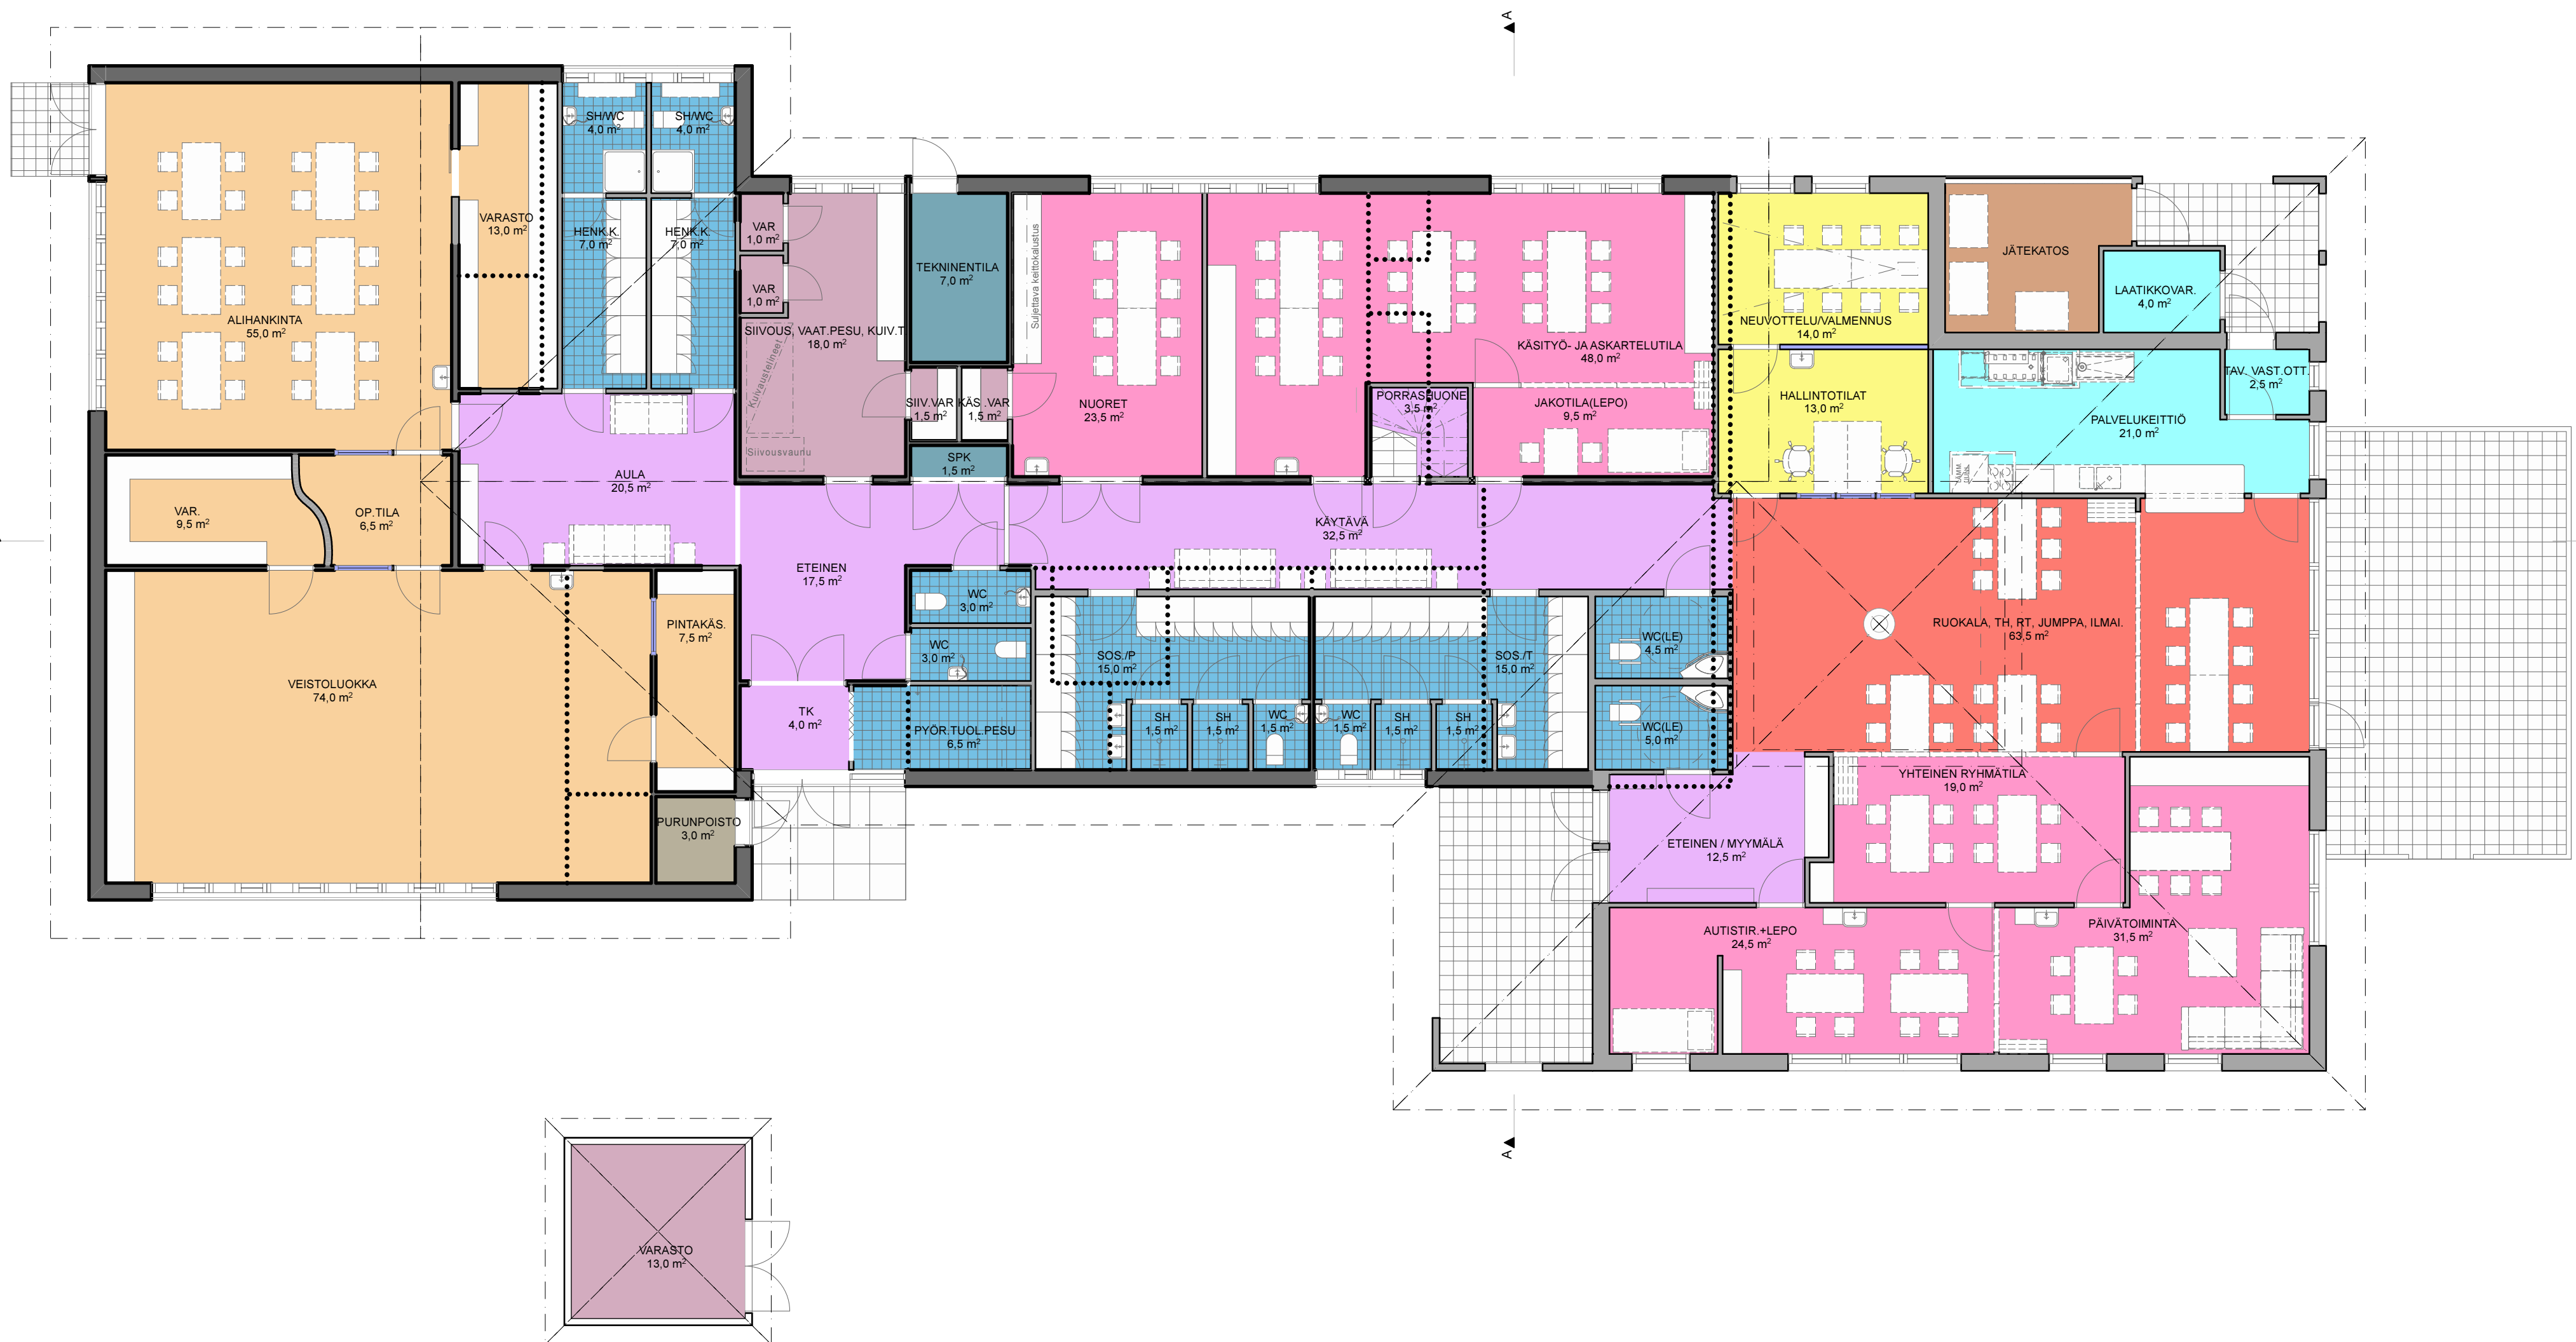 A
SH/WC
4,0 m²
SH/WC
4,0 m²
VARASTO
13,0 m²
HENK.K.
7,0 m²
HENK.K.
7,0 m²
VAR
1,0 m²
VAR
1,0 m²
TEKNINENTILA
7,0 m²
Suljettava keittokalustus
JÄTEKATOS
LAATIKKOVAR.
4,0 m²
ALIHANKINTA
55,0 m²
SIIVOUS, VAAT.PESU, KUIV.T
18,0 m²
Kuivaustelineet
Siivousvaunu
NEUVOTTELU/VALMENNUS
14,0 m²
KÄSITYÖ- JA ASKARTELUTILA
48,0 m²
TAV. VAST.OTT.
2,5 m²
SIIV.VAR
1,5 m²
KÄS .VAR
1,5 m²
NUORET
23,5 m²
PORRASHUONE
3,5 m²
JAKOTILA(LEPO)
9,5 m²
HALLINTOTILAT
13,0 m²
PALVELUKEITTIÖ
21,0 m²
SPK
1,5 m²
AULA
20,5 m²
VAR.
9,5 m²
OP.TILA
6,5 m²
KÄYTÄVÄ
32,5 m²
ETEINEN
17,5 m²
WC
3,0 m²
PINTAKÄS.
7,5 m²
WC
3,0 m²
SOS./P
15,0 m²
SOS./T
15,0 m²
WC(LE)
4,5 m²
RUOKALA, TH, RT, JUMPPA, ILMAI.
63,5 m²
VEISTOLUOKKA
74,0 m²
TK
4,0 m²
PYÖR.TUOL.PESU
6,5 m²
SH
1,5 m²
SH
1,5 m²
WC
1,5 m²
WC
1,5 m²
SH
1,5 m²
SH
1,5 m²
WC(LE)
5,0 m²
YHTEINEN RYHMÄTILA
19,0 m²
PURUNPOISTO
3,0 m²
ETEINEN / MYYMÄLÄ
12,5 m²
AUTISTIR.+LEPO
24,5 m²
PÄIVÄTOIMINTA
31,5 m²
A
VARASTO
13,0 m²